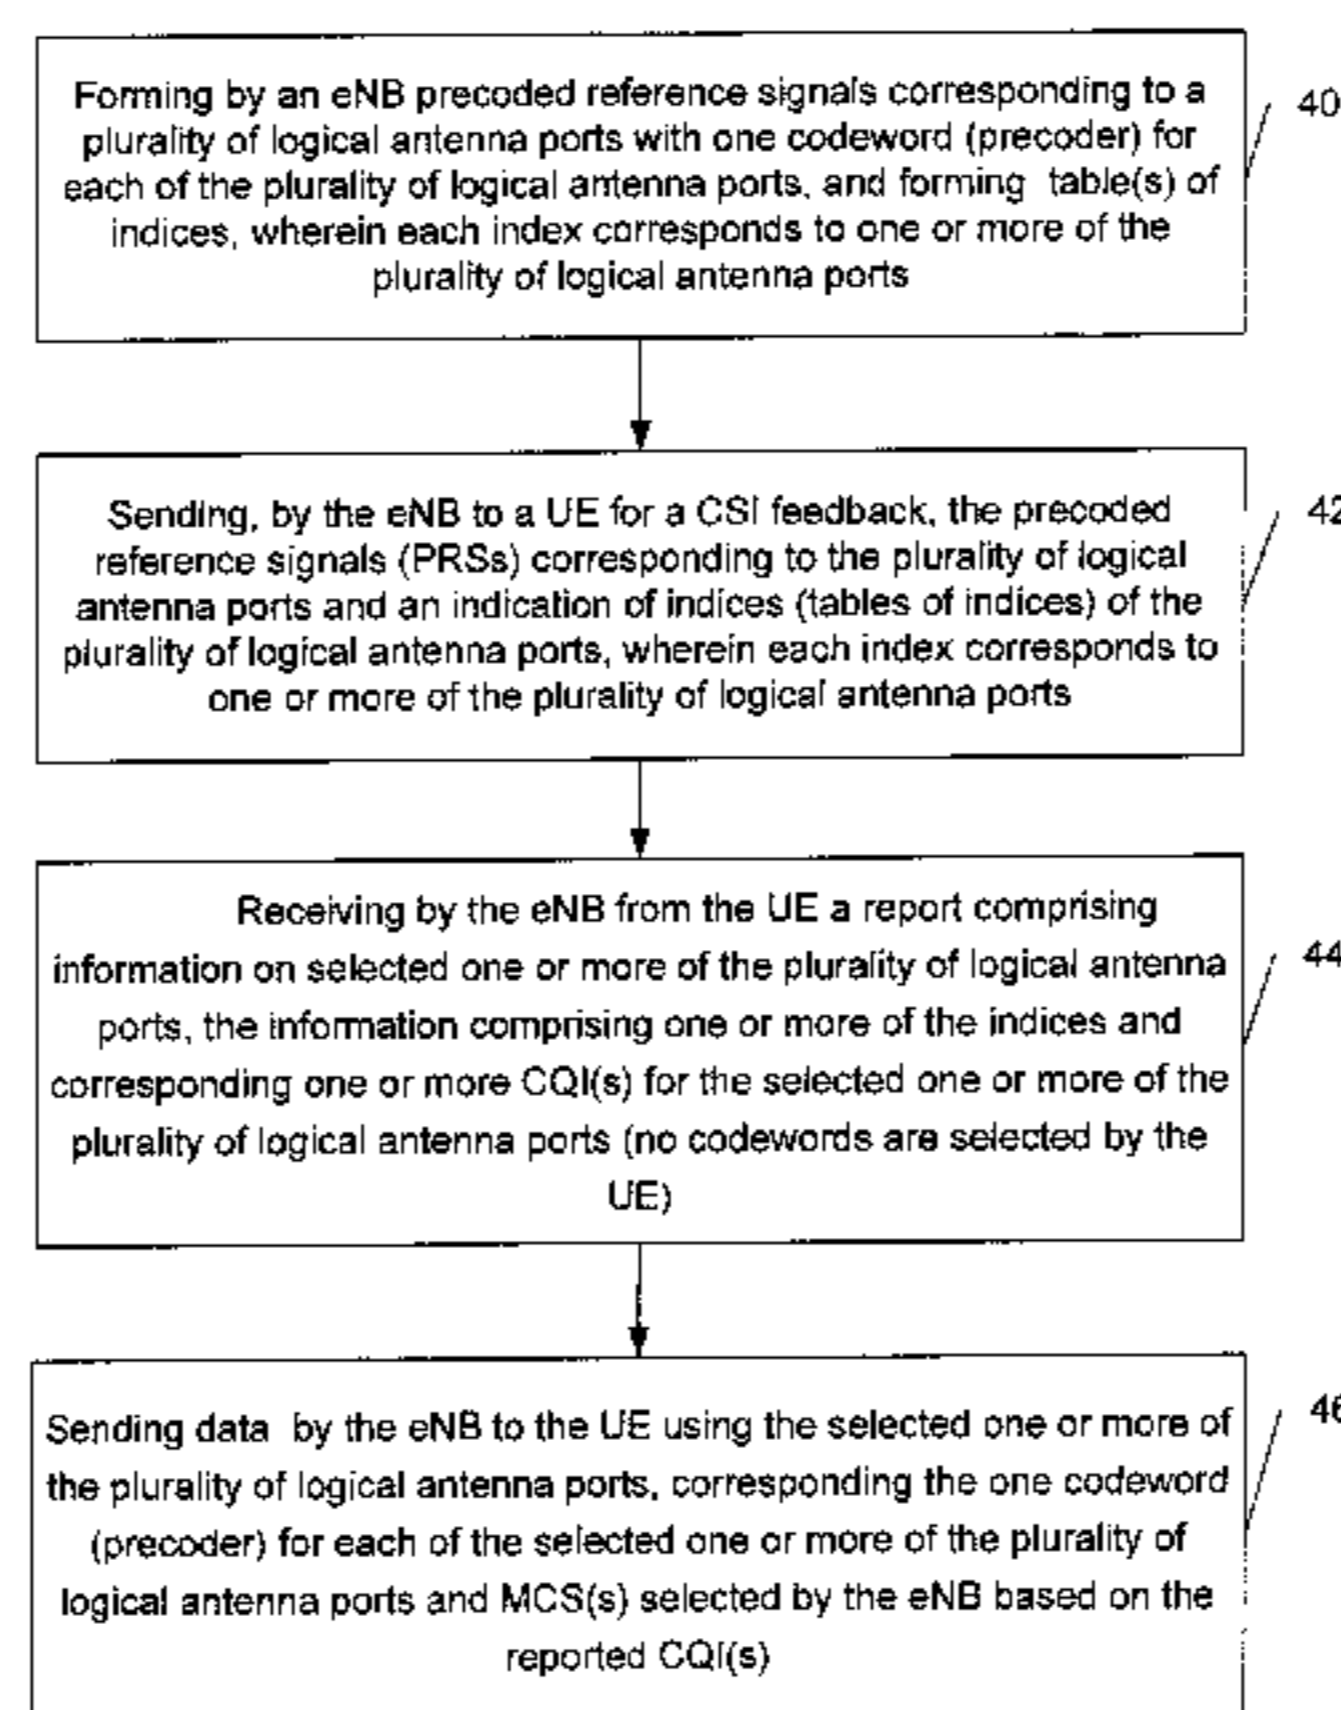 Forming by an eNB precoded reference signals corresponding to a
plurality of logical antenna ports with one codeword (precoder) for
each of the plurality of logical antenna ports, and forming table(s) of
indices, wherein each index corresponds to one or more of the
plurality of logical antenna ports
40
Sending, by the eNB to a UE for a CSI feedback, the precoded
reference signals (PRSs) corresponding to the plurality of logical
antenna ports and an indication of indices (tables of indices) of the
plurality of logical antenna ports, wherein each index corresponds to
one or more of the plurality of logical antenna ports
42
Receiving by the eNB from the UE a report comprising
information on selected one or more of the plurality of logical antenna
ports, the information comprising one or more of the indices and
corresponding one or more CQI(s) for the selected one or more of the
plurality of logical antenna ports (no codewords are selected by the
UE)
44
Sending data by the eNB to the UE using the selected one or more of
the plurality of logical antenna ports, corresponding the one codeword
(precoder) for each of the selected one or more of the plurality of
logical antenna ports and MCS(s) selected by the eNB based on the
reported CQI(s)
46